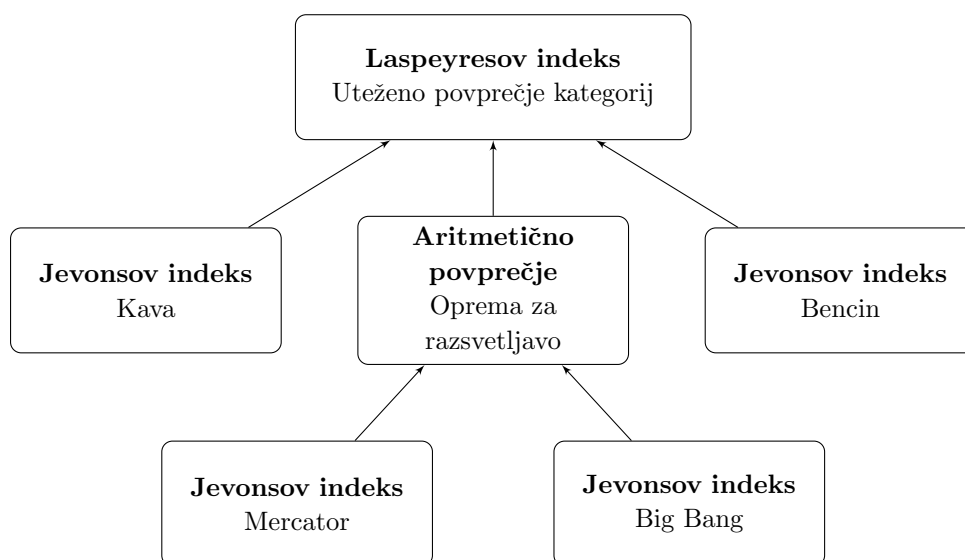 Laspeyresov indeks
Uteženo povprečje kategorij
Jevonsov indeks
Kava
Aritmetično
povprečje
Oprema za
razsvetljavo
Jevonsov indeks
Bencin
Jevonsov indeks
Mercator
Jevonsov indeks
Big Bang